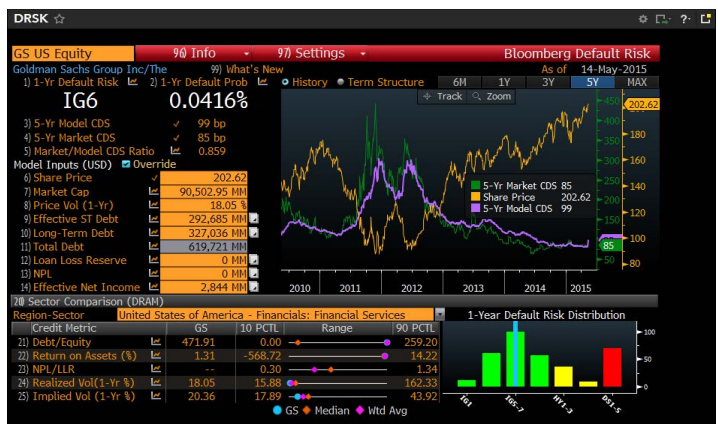 DRSK
GS US Equity 96) Info 97) Settings Bloomberg Default Risk
Goldman Sachs Group Inc/The 99) What's New As of 14-May-2015
1) 1-Yr Default Risk 2) 1-Yr Default Prob History Term Structure 6M 1Y 3Y 5Y MAX
IG6 0.0416% Track Zoom
3) 5-Yr Model CDS 99 bp
4) 5-Yr Market CDS 85 bp
5) Market/Model CDS Ratio 0.859
Model Inputs (USD) Override
6) Share Price 202.62
7) Market Cap 90,502.95 MM
8) Price Vol (1-Yr) 18.05 %
9) Effective ST Debt 292,685 MM
10) Long-Term Debt 327,036 MM
11) Total Debt 619,721 MM
12) Loan Loss Reserve 0 MM
13) NPL 0 MM
14) Effective Net Income 2,844 MM
5-Yr Market CDS 85
Share Price 202.62
5-Yr Model CDS 99
450 202.62
400
350 180
300 160
250 140
200
150 120
100
85
50 80
2010 2011 2012 2013 2014 2015
20) Sector Comparison (DRAM)
Region-Sector United States of America - Financials: Financial Services 1-Year Default Risk Distribution
Credit Metric GS 10 PCTL Range 90 PCTL
21) Debt/Equity 471.91 0.00 259.20
22) Return on Assets (%) 1.31 -568.72 14.22
23) NPL/LLR -- 0.30 1.34
24) Realized Vol(1-Yr %) 18.05 15.88 162.33
25) Implied Vol (1-Yr %) 20.36 17.89 43.92
GS Median Wtd Avg
100
50
0
IG1 IG5-7 HY1-3 DS1-5